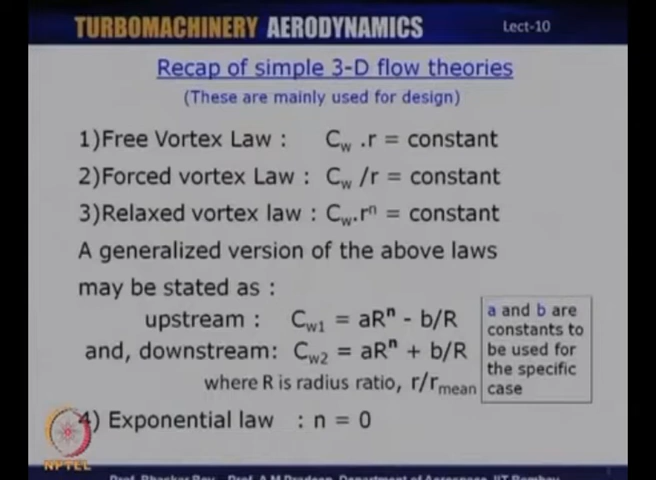 TURBOMACHINERY AERODYNAMICS Lect-10
Recap of simple 3-D flow theories
(These are mainly used for design)
1)Free Vortex Law : Cw .r = constant
2)Forced vortex Law : Cw /r = constant
3)Relaxed vortex law : Cw.rⁿ = constant
A generalized version of the above laws
may be stated as :
upstream : Cw1 = aRⁿ - b/R
and, downstream: Cw2 = aRⁿ + b/R
where R is radius ratio, r/rmean
a and b are
constants to
be used for
the specific
case
4) Exponential law : n = 0
NPTEL